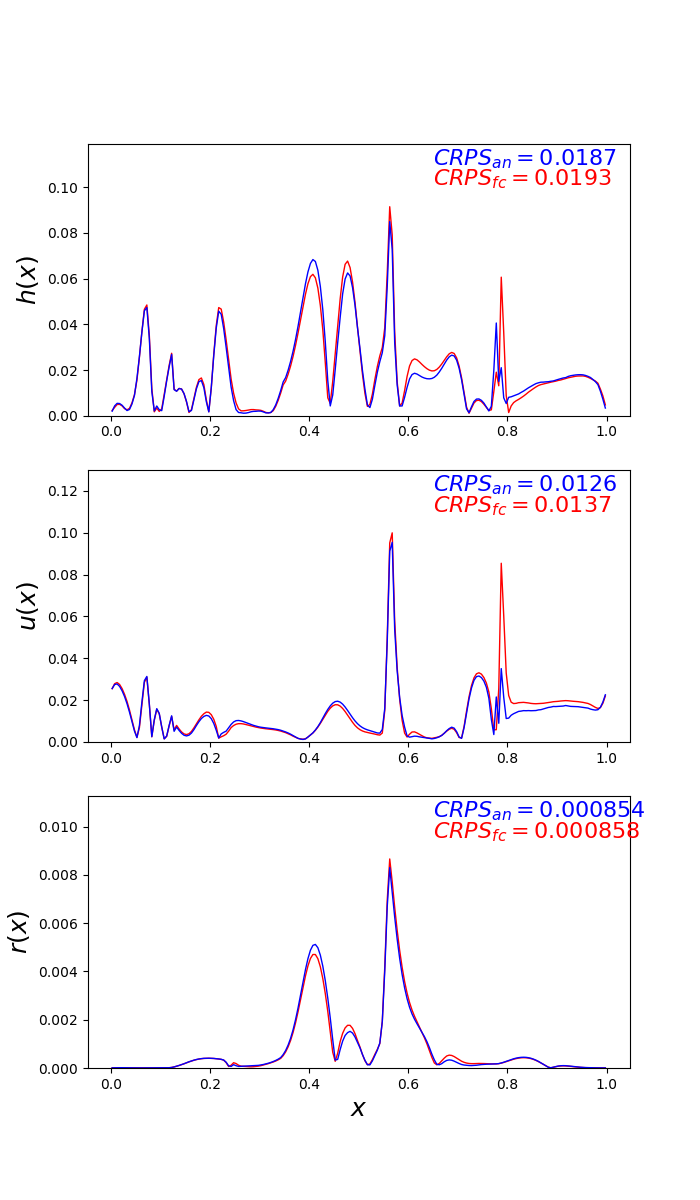 CRPS_an = 0.0187
CRPS_fc = 0.0193
h(x)
0.10
0.08
0.06
0.04
0.02
0.00
0.0 0.2 0.4 0.6 0.8 1.0
CRPS_an = 0.0126
CRPS_fc = 0.0137
u(x)
0.12
0.10
0.08
0.06
0.04
0.02
0.00
0.0 0.2 0.4 0.6 0.8 1.0
CRPS_an = 0.000854
CRPS_fc = 0.000858
r(x)
0.010
0.008
0.006
0.004
0.002
0.000
0.0 0.2 0.4 0.6 0.8 1.0
x